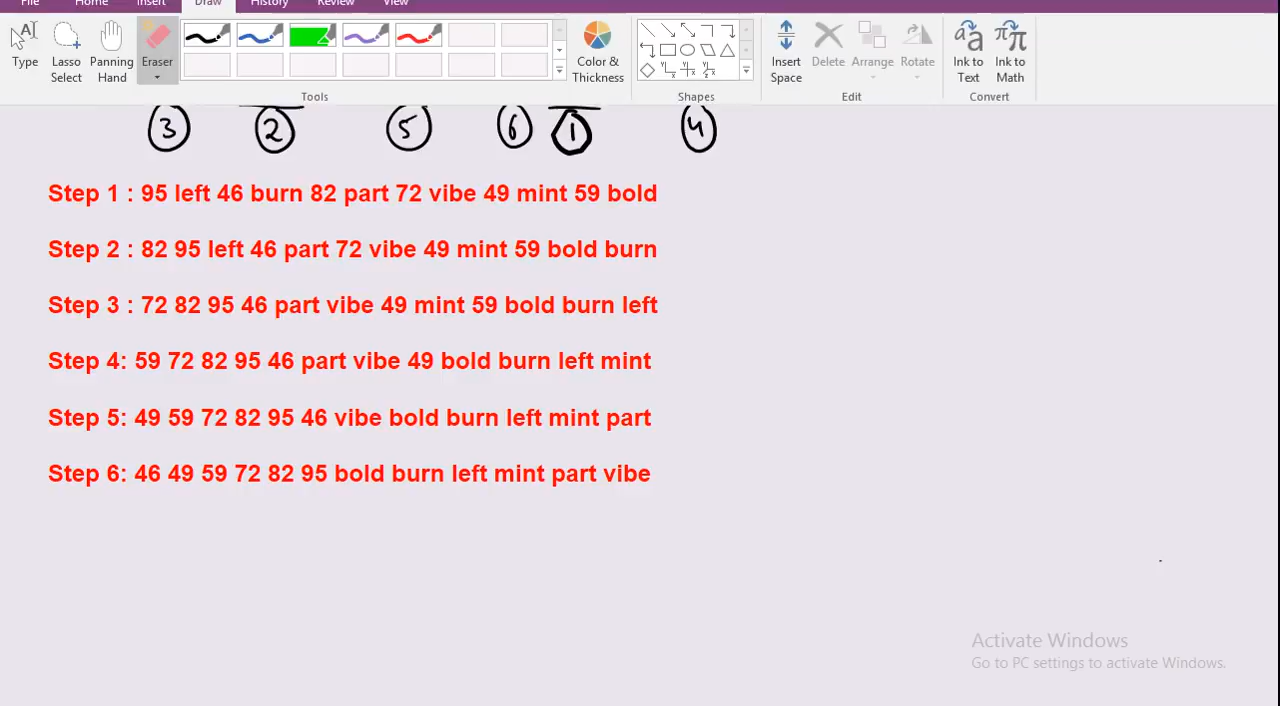 File Home Insert Draw History Review View
Type Lasso Select Panning Hand Eraser Color & Thickness Insert Space Delete Arrange Rotate Ink to Text Ink to Math
Tools Shapes Edit Convert
3 2 5 6 1 4
Step 1 : 95 left 46 burn 82 part 72 vibe 49 mint 59 bold
Step 2 : 82 95 left 46 part 72 vibe 49 mint 59 bold burn
Step 3 : 72 82 95 46 part vibe 49 mint 59 bold burn left
Step 4: 59 72 82 95 46 part vibe 49 bold burn left mint
Step 5: 49 59 72 82 95 46 vibe bold burn left mint part
Step 6: 46 49 59 72 82 95 bold burn left mint part vibe
Activate Windows
Go to PC settings to activate Windows.